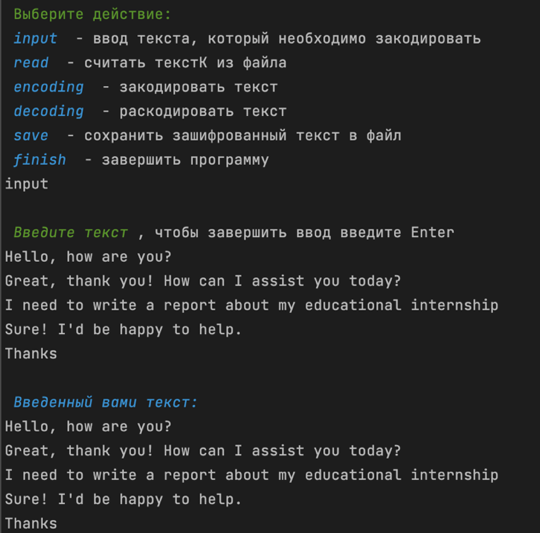 Выберите действие:
input - ввод текста, который необходимо закодировать
read - считать текстK из файла
encoding - закодировать текст
decoding - раскодировать текст
save - сохранить зашифрованный текст в файл
finish - завершить программу
input
Введите текст , чтобы завершить ввод введите Enter
Hello, how are you?
Great, thank you! How can I assist you today?
I need to write a report about my educational internship
Sure! I'd be happy to help.
Thanks
Введенный вами текст:
Hello, how are you?
Great, thank you! How can I assist you today?
I need to write a report about my educational internship
Sure! I'd be happy to help.
Thanks